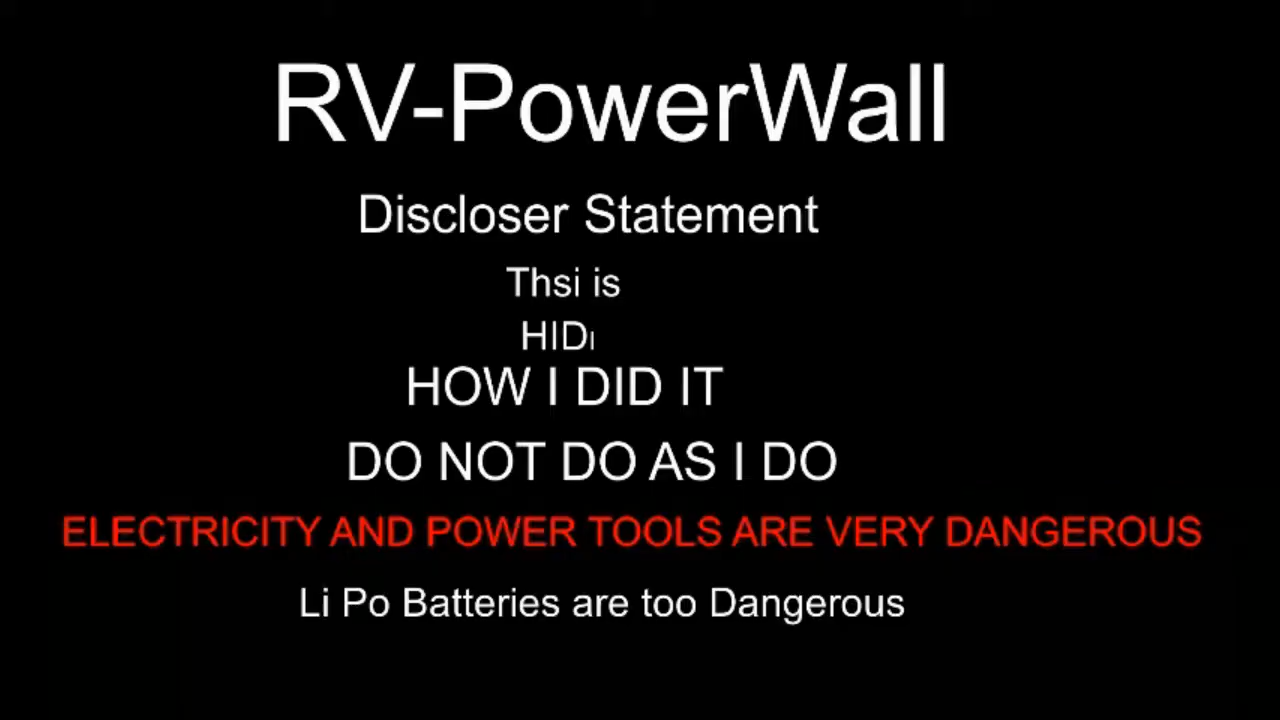 RV-PowerWall
Discloser Statement
Thsi is
HIDI
HOW I DID IT
DO NOT DO AS I DO
ELECTRICITY AND POWER TOOLS ARE VERY DANGEROUS
Li Po Batteries are too Dangerous